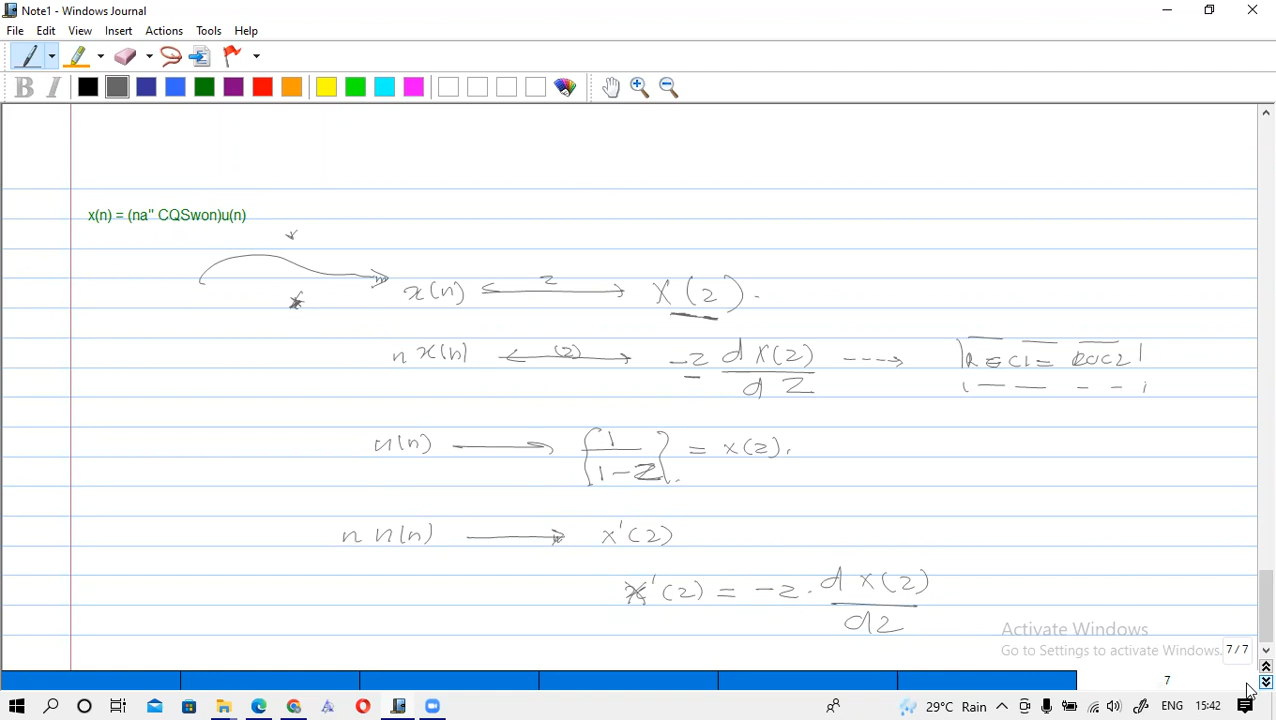 Note1 - Windows Journal
File Edit View Insert Actions Tools Help
B I
x(n) = (na" CQSwon)u(n)
x(n) ⟷ z X(z).
n x(n) ⟷ (z) -z dX(z)/dz ----> ROC1 = ROC2
u(n) ⟶ {1/(1-z)} = x(z).
n n(n) ⟶ x'(z)
x'(z) = -z. dX(z)/dz
Activate Windows
Go to Settings to activate Windows.
7 / 7
7
29°C Rain ENG 15:42